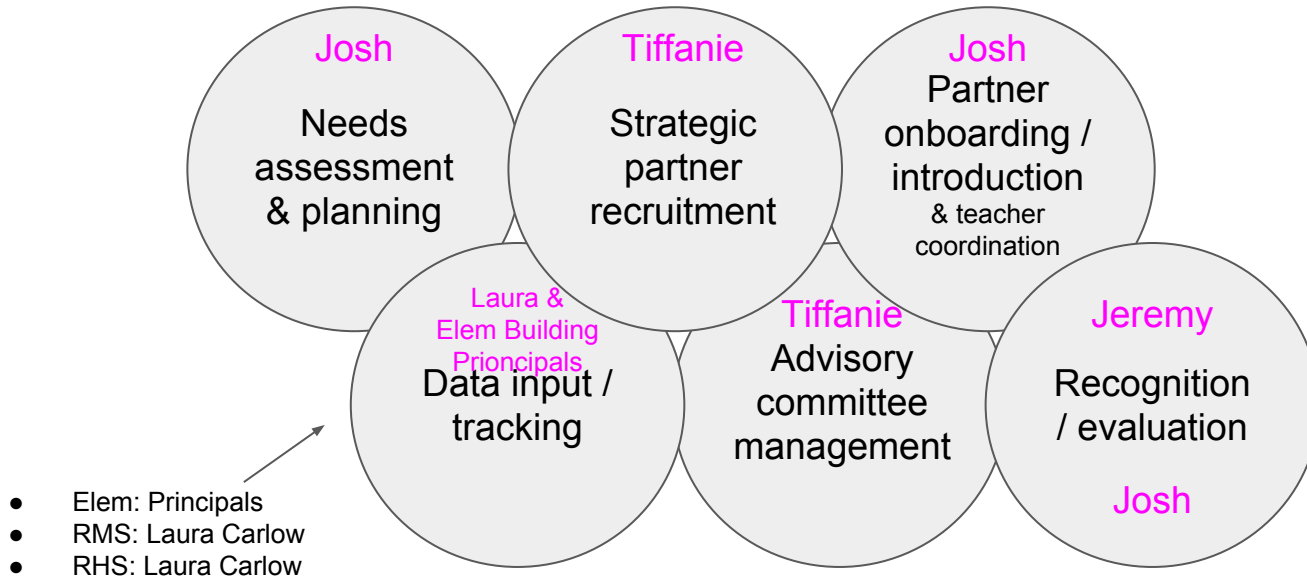 Josh
Needs
assessment
& planning
Tiffanie
Strategic
partner
recruitment
Josh
Partner
onboarding /
introduction
& teacher
coordination
Laura &
Elem Building
Prioncipals
Data input /
tracking
Tiffanie
Advisory
committee
management
Jeremy
Recognition
/ evaluation
Josh
● Elem: Principals
● RMS: Laura Carlow
● RHS: Laura Carlow